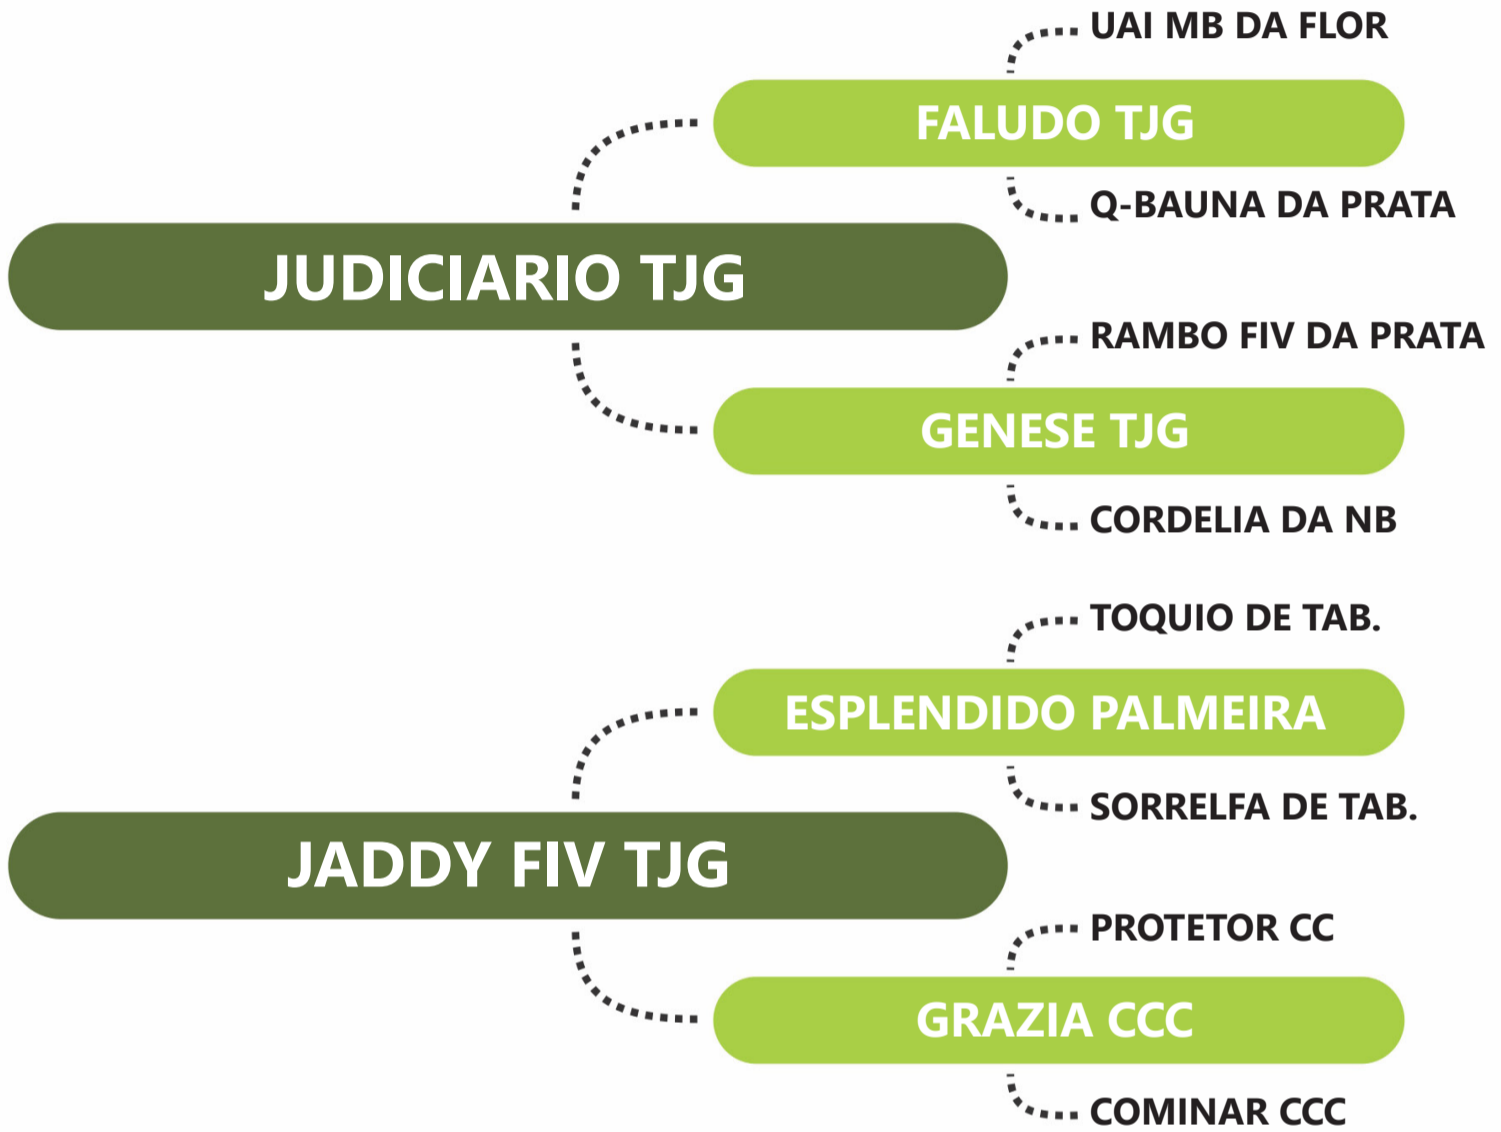 UAI MB DA FLOR
FALUDO TJG
Q-BAUNA DA PRATA
JUDICIARIO TJG
RAMBO FIV DA PRATA
GENESE TJG
CORDELIA DA NB
TOQUIO DE TAB.
ESPLENDIDO PALMEIRA
SORRELFA DE TAB.
JADDY FIV TJG
PROTETOR CC
GRAZIA CCC
COMINAR CCC